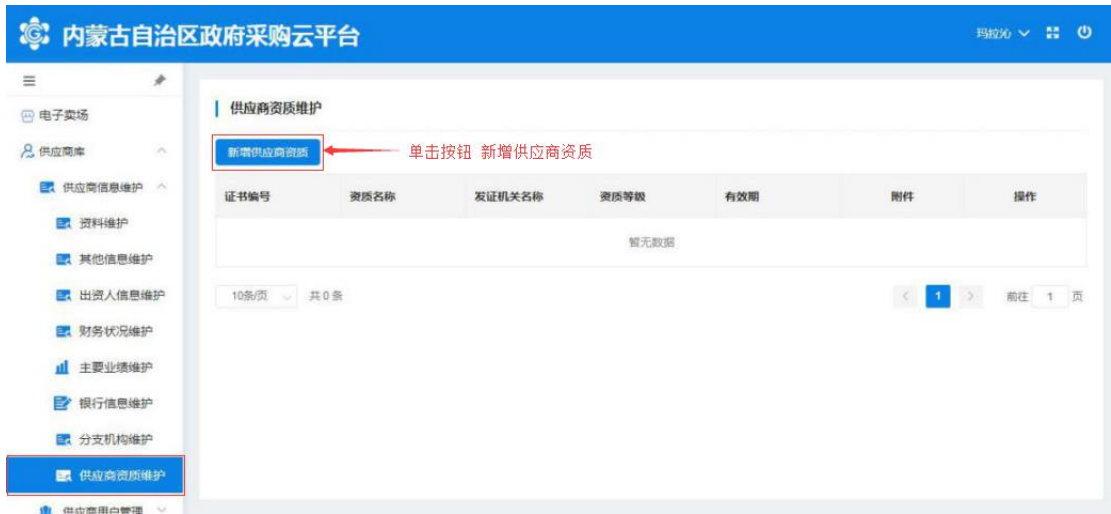 内蒙古自治区政府采购云平台
电子卖场
供应商库
供应商信息维护
资料维护
其他信息维护
出资人信息维护
财务状况维护
主要业绩维护
银行信息维护
分支机构维护
供应商资质维护
供应商用户管理
供应商资质维护
新增供应商资质
单击按钮 新增供应商资质
证书编号 资质名称 发证机关名称 资质等级 有效期 附件 操作
暂无数据
10条/页 共 0 条
1 前往 1 页